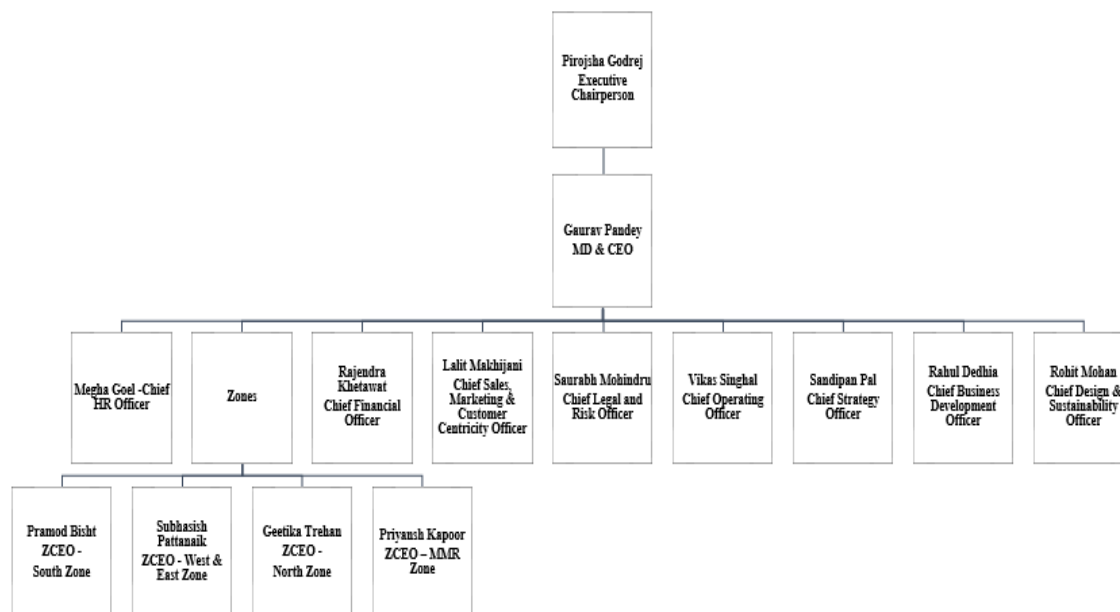 Pirojsha Godrej
Executive
Chairperson
Gaurav Pandey
MD & CEO
Megha Goel -Chief
HR Officer
Zones
Rajendra
Khetawat
Chief Financial
Officer
Lalit Makhijani
Chief Sales,
Marketing &
Customer
Centricity Officer
Saurabh Mohindru
Chief Legal and
Risk Officer
Vikas Singhal
Chief Operating
Officer
Sandipan Pal
Chief Strategy
Officer
Rahul Dedhia
Chief Business
Development
Officer
Rohit Mohan
Chief Design &
Sustainability
Officer
Pramod Bisht
ZCEO -
South Zone
Subhasish
Pattanaik
ZCEO - West &
East Zone
Geetika Trehan
ZCEO -
North Zone
Priyansh Kapoor
ZCEO – MMR
Zone